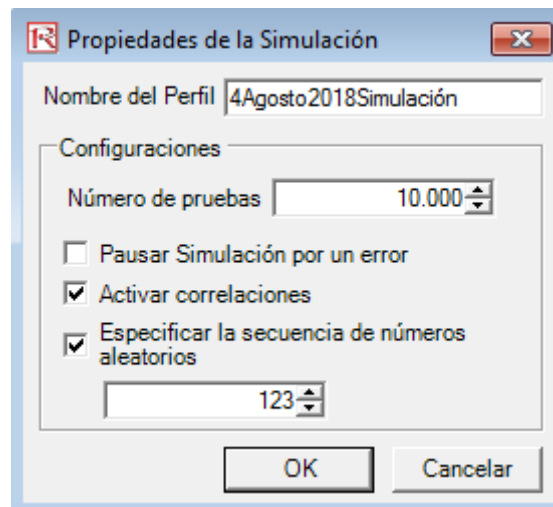 Propiedades de la Simulación
Nombre del Perfil 4Agosto2018Simulación
Configuraciones
Número de pruebas 10.000
Pausar Simulación por un error
Activar correlaciones
Especificar la secuencia de números
aleatorios
123
OK Cancelar